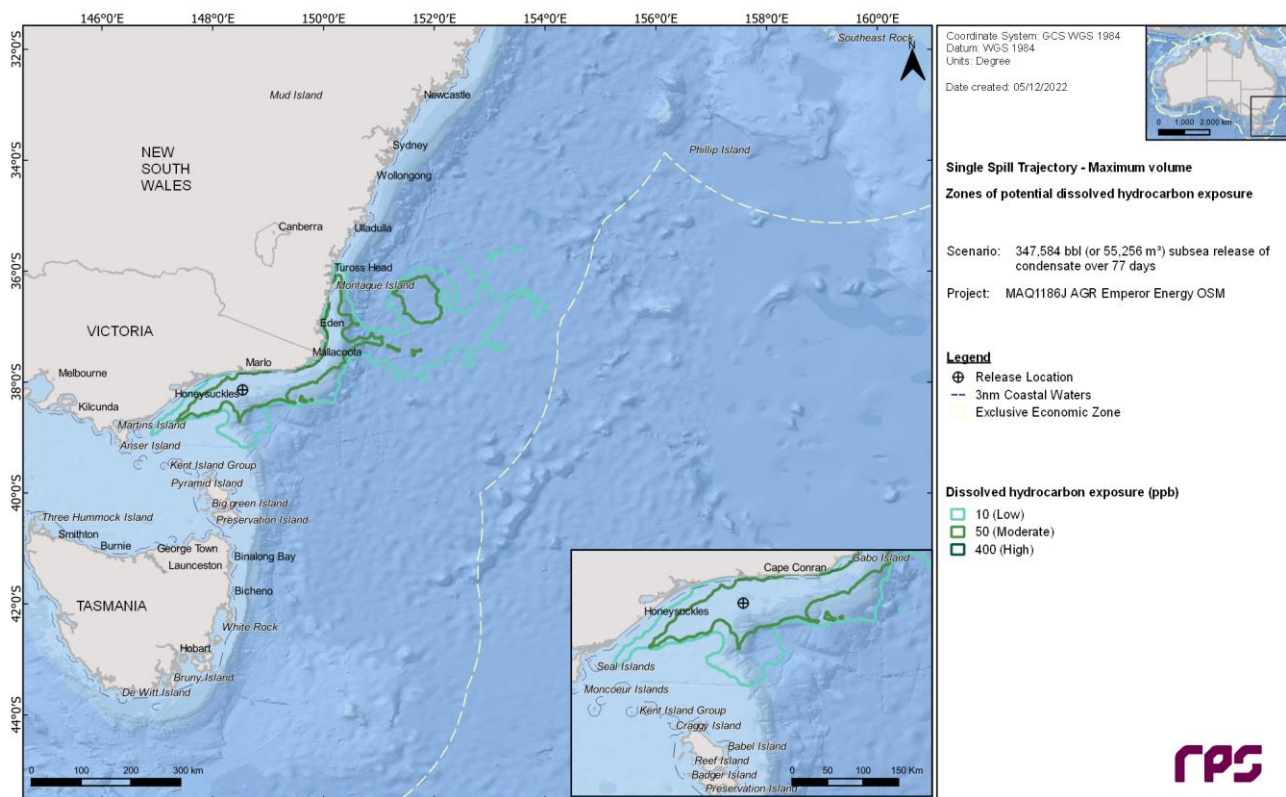 146°0'E 148°0'E 150°0'E 152°0'E 154°0'E 156°0'E 158°0'E 160°0'E
32°0'S
34°0'S
36°0'S
38°0'S
40°0'S
42°0'S
44°0'S
Southeast Rock
N
Mud Island
Newcastle
NEW
SOUTH
WALES
Sydney
Phillip Island
Wollongong
Canberra
Ulladulla
Tuross Head
Montague Island
Eden
VICTORIA
Mallacoota
Marlo
Melbourne
Honeysuckles
Kilcunda
Martins Island
Anser Island
Kent Island Group
Pyramid Island
Big green Island
Preservation Island
Three Hummock Island
Smithton
Burnie
George Town
Launceston
Binalong Bay
Bicheno
TASMANIA
White Rock
Hobart
Bruny Island
De Witt Island
0 100 200 300 Km
Gabo Island
Cape Conran
Honeysuckles
Seal Islands
Moncoeur Islands
Kent Island Group
Craggy Island
Babel Island
Reef Island
Badger Island
Preservation Island
0 50 100 150 Km
Coordinate System: GCS WGS 1984
Datum: WGS 1984
Units: Degree
Date created: 05/12/2022
0 1,000 2,000 km
Single Spill Trajectory - Maximum volume
Zones of potential dissolved hydrocarbon exposure
Scenario: 347,584 bbl (or 55,256 m³) subsea release of
condensate over 77 days
Project: MAQ1186J AGR Emperor Energy OSM
Legend
Release Location
3nm Coastal Waters
Exclusive Economic Zone
Dissolved hydrocarbon exposure (ppb)
10 (Low)
50 (Moderate)
400 (High)
rps